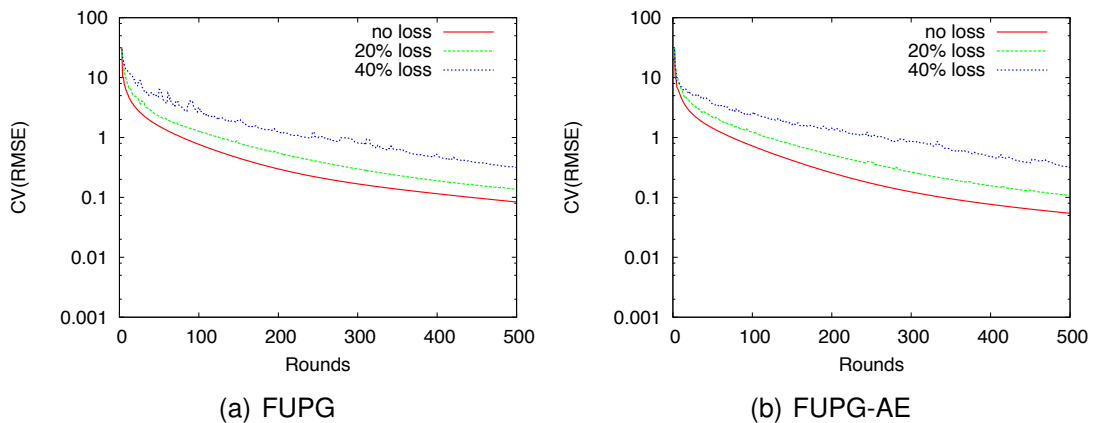 100
10
1
0.1
0.01
0.001
CV(RMSE)
no loss
20% loss
40% loss
0 100 200 300 400 500
Rounds
(a) FUPG
100
10
1
0.1
0.01
0.001
CV(RMSE)
no loss
20% loss
40% loss
0 100 200 300 400 500
Rounds
(b) FUPG-AE